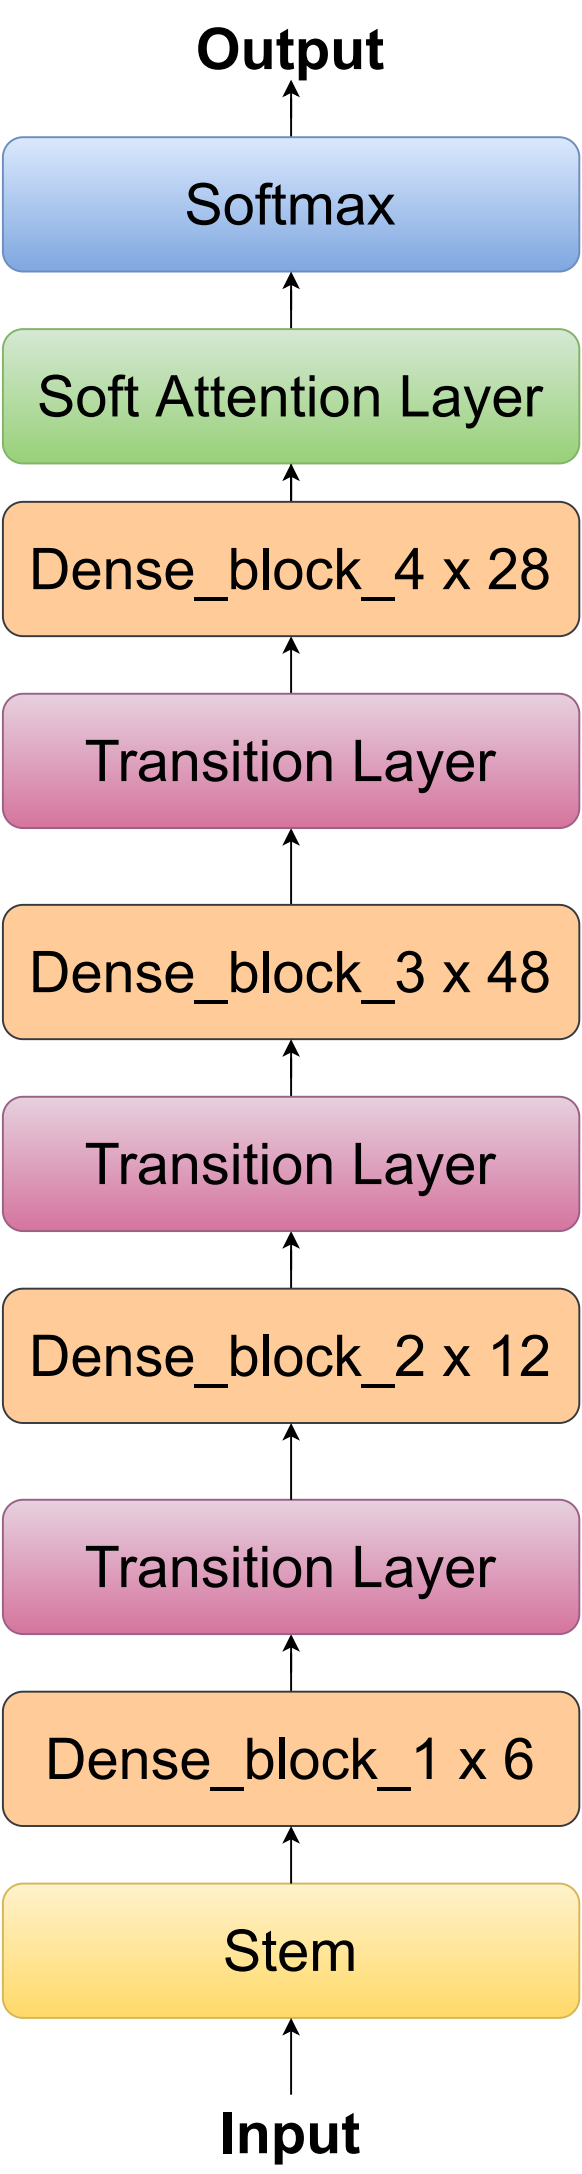 Output
Softmax
Soft Attention Layer
Dense_block_4 x 28
Transition Layer
Dense_block_3 x 48
Transition Layer
Dense_block_2 x 12
Transition Layer
Dense_block_1 x 6
Stem
Input